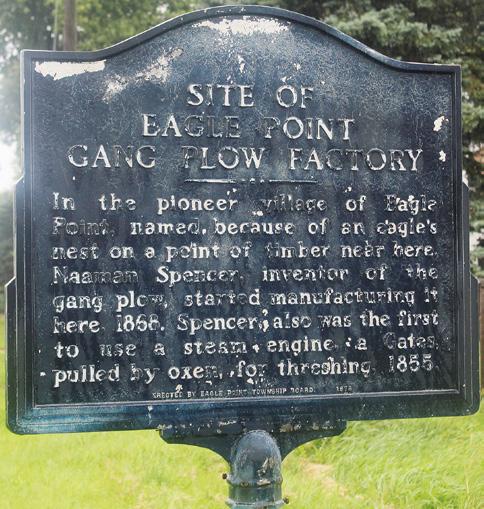 SITE OF
EAGLE POINT
GANG PLOW FACTORY
In the pioneer village of Eagle
Point, named, because of an eagle's
nest on a point of timber near here,
Naaman Spencer, inventor of the
gang plow, started manufacturing it
here 1868. Spencer, also was the first
to use a steam engine, a Gates,
pulled by oxen, for threshing, 1855
ERECTED BY EAGLE POINT TOWNSHIP BOARD